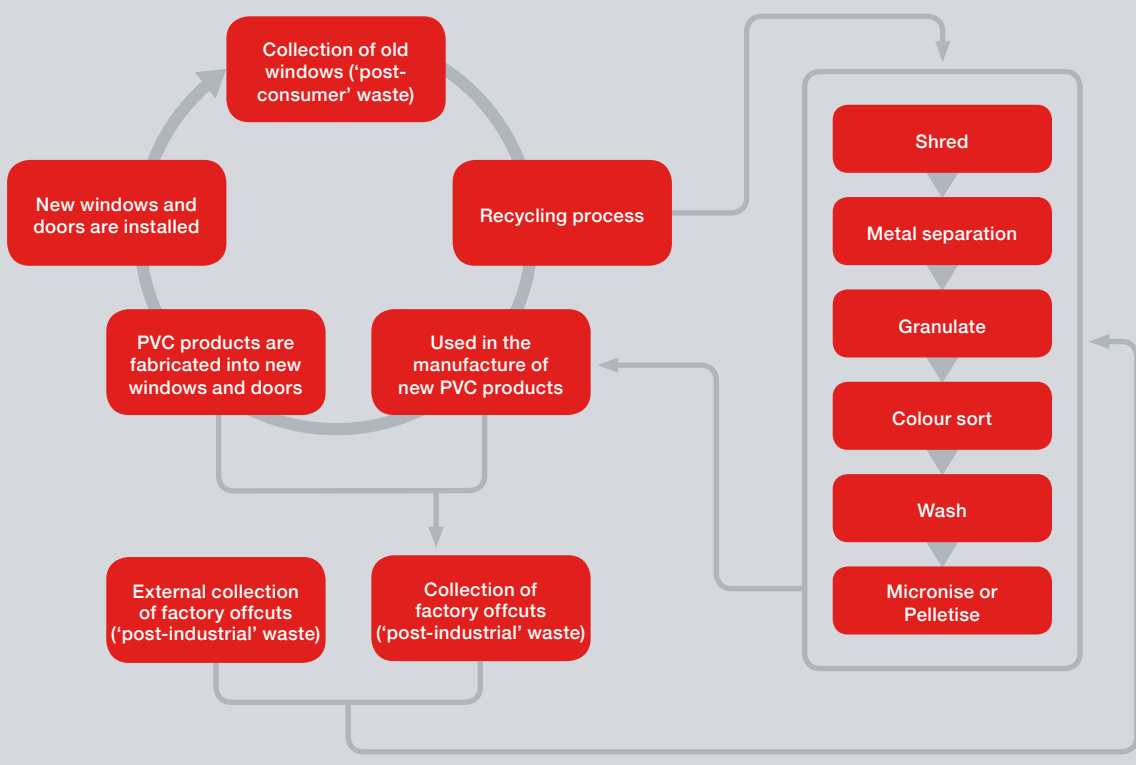 Collection of old
windows (‘post-
consumer’ waste)
Recycling process
Used in the
manufacture of
new PVC products
PVC products are
fabricated into new
windows and doors
New windows and
doors are installed
External collection
of factory offcuts
(‘post-industrial’ waste)
Collection of
factory offcuts
(‘post-industrial’ waste)
Shred
Metal separation
Granulate
Colour sort
Wash
Micronise or
Pelletise